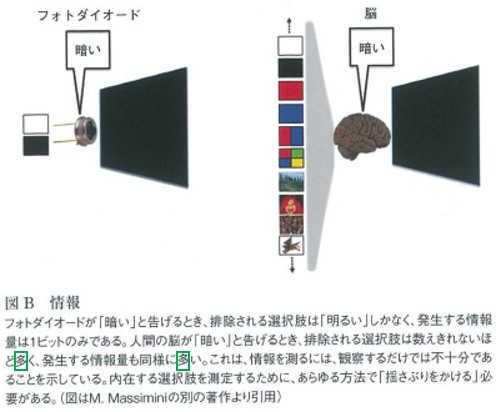 フォトダイオード
脳
暗い
暗い
図B 情報
フォトダイオードが「暗い」と告げるとき、排除される選択肢は「明るい」しかなく、発生する情報
量は1ビットのみである。人間の脳が「暗い」と告げるとき、排除される選択肢は数えきれないほ
ど多く、発生する情報量も同様に多い。これは、情報を測るには、観察するだけでは不十分であ
ることを示している。内在する選択肢を測定するために、あらゆる方法で「揺さぶりをかける」必
要がある。(図はM. Massiminiの別の著作より引用)